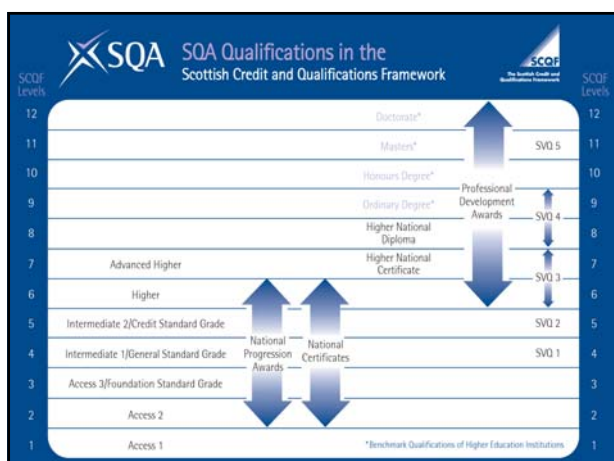 SQA
SQA Qualifications in the
Scottish Credit and Qualifications Framework
SCQF
The Scottish Credit and
Qualifications Framework
SCQF
Levels
SCQF
Levels
12 Doctorate* 12
11 Masters* SVQ 5 11
10 Honours Degree* 10
Professional
Development
Awards
9 Ordinary Degree* SVQ 4 9
8 Higher National
Diploma 8
7 Advanced Higher Higher National
Certificate SVQ 3 7
6 Higher 6
5 Intermediate 2/Credit Standard Grade SVQ 2 5
National
Progression
Awards
National
Certificates
4 Intermediate 1/General Standard Grade SVQ 1 4
3 Access 3/Foundation Standard Grade 3
2 Access 2 2
1 Access 1 *Benchmark Qualifications of Higher Education Institutions 1